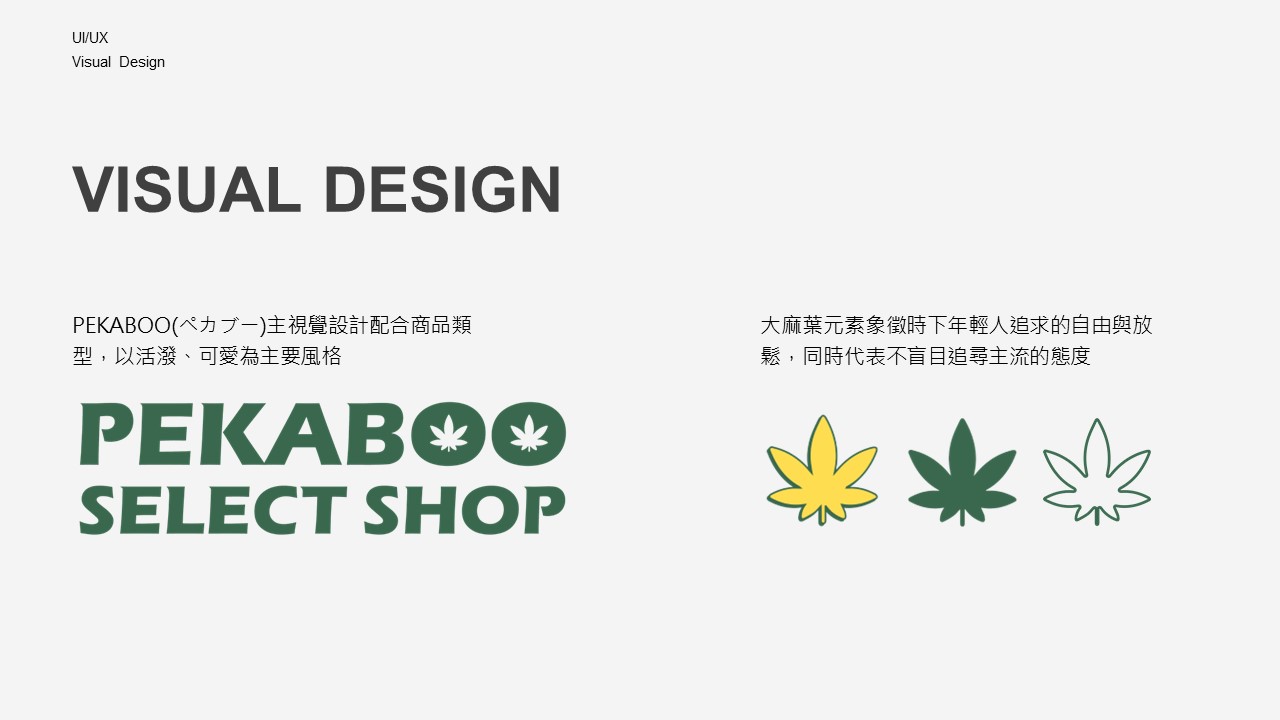 UI/UX
Visual Design
VISUAL DESIGN
PEKABOO(ペカブー)主視覺設計配合商品類
型，以活潑、可愛為主要風格
大麻葉元素象徵時下年輕人追求的自由與放
鬆，同時代表不盲目追尋主流的態度
PEKABOO
SELECT SHOP